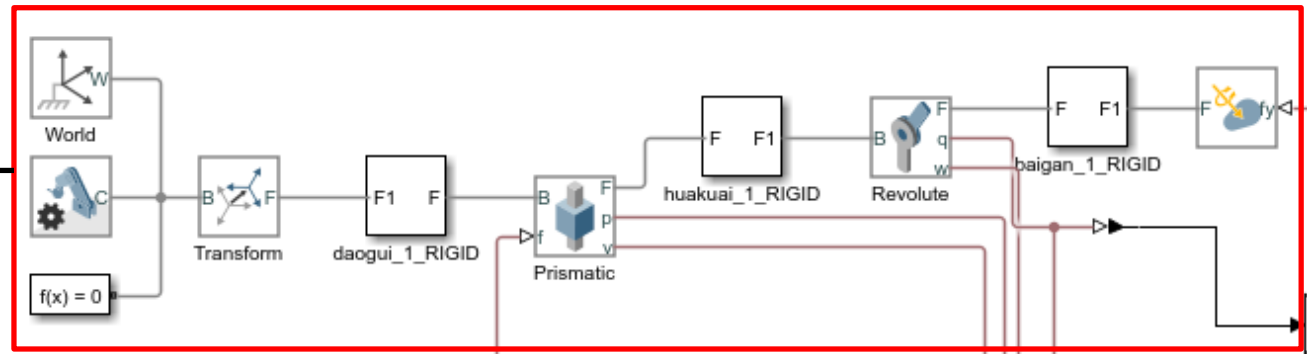 W
World
C
f(x) = 0
B
F
Transform
F1
F
daogui_1_RIGID
B
f
F
p
v
Prismatic
F
F1
huakuai_1_RIGID
B
F
q
w
Revolute
F
F1
baigan_1_RIGID
F
fy